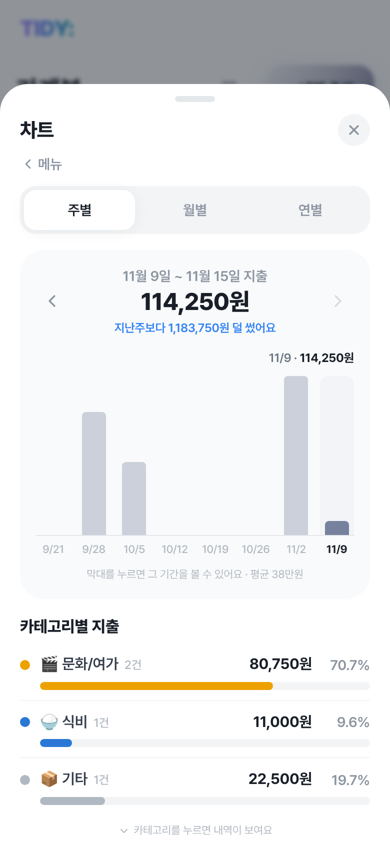 TIDY:
차트
메뉴
주별 월별 연별
11월 9일 ~ 11월 15일 지출
114,250원
지난주보다 1,183,750원 덜 썼어요
11/9 · 114,250원
9/21 9/28 10/5 10/12 10/19 10/26 11/2 11/9
막대를 누르면 그 기간을 볼 수 있어요 · 평균 38만원
카테고리별 지출
문화/여가 2건 80,750원 70.7%
식비 1건 11,000원 9.6%
기타 1건 22,500원 19.7%
카테고리를 누르면 내역이 보여요